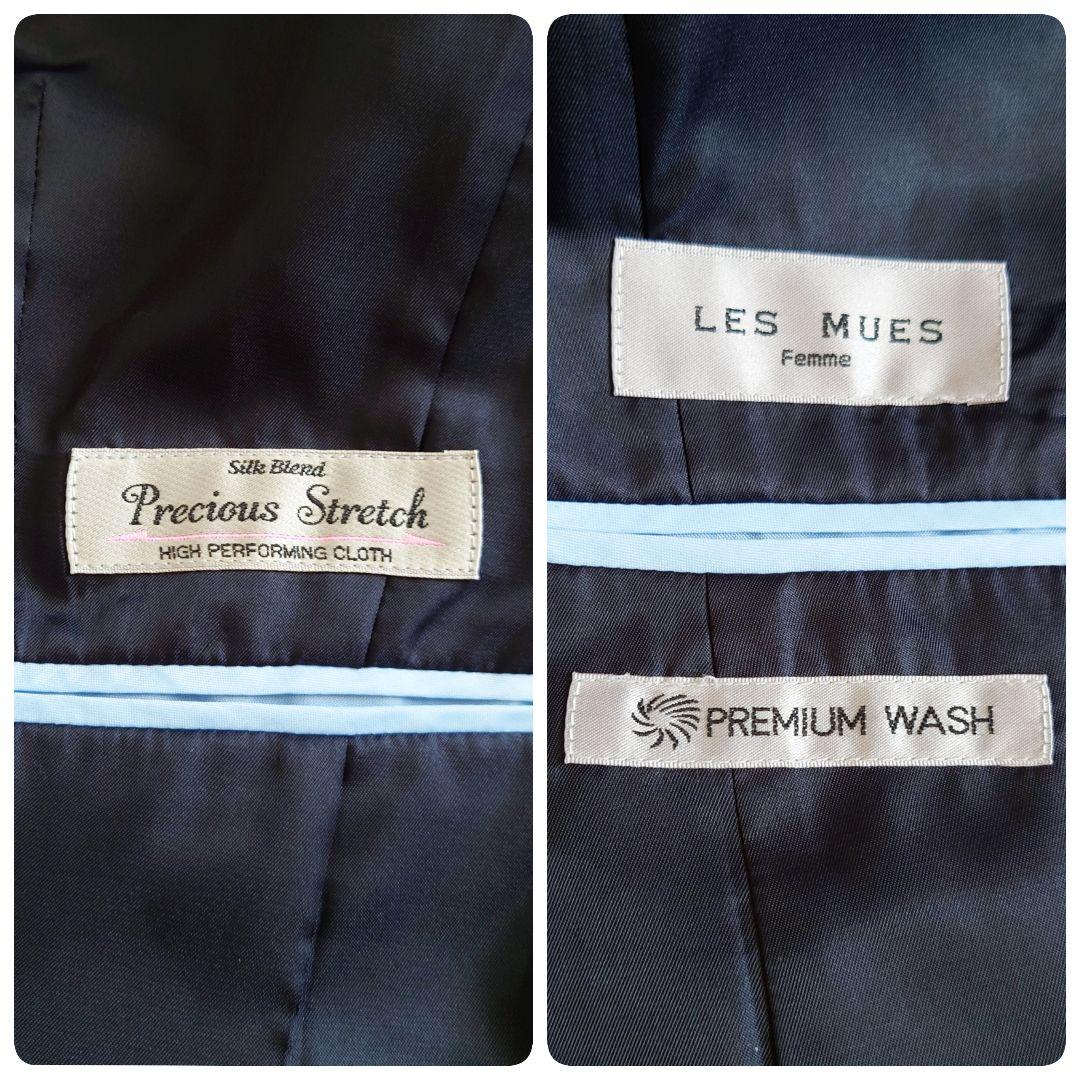 Silk Blend
Precious Stretch
HIGH PERFORMING CLOTH
LES MUES
Femme
PREMIUM WASH